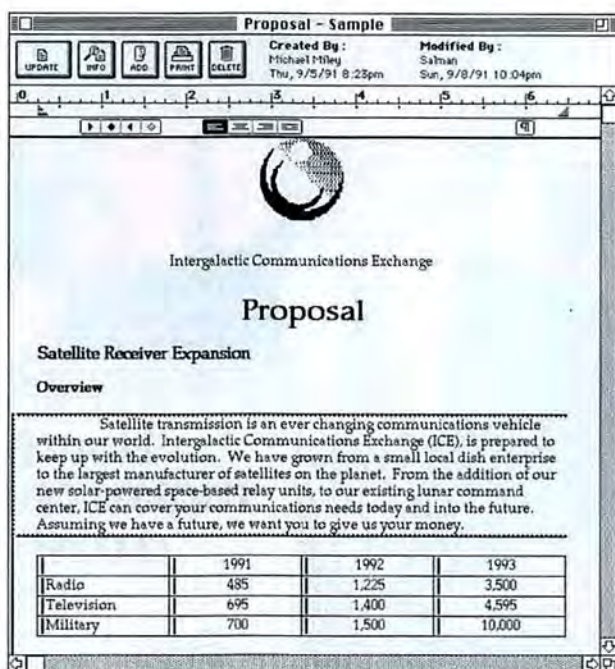 Proposal - Sample
UPDATE INFO ADD PRINT DELETE
Created By :
Michael Miley
Thu, 9/5/91 8:23pm
Modified By :
Salman
Sun, 9/8/91 10:04pm
0 1 2 3 4 5 6
¶
Intergalactic Communications Exchange
Proposal
Satellite Receiver Expansion
Overview
Satellite transmission is an ever changing communications vehicle
within our world. Intergalactic Communications Exchange (ICE), is prepared to
keep up with the evolution. We have grown from a small local dish enterprise
to the largest manufacturer of satellites on the planet. From the addition of our
new solar-powered space-based relay units, to our existing lunar command
center, ICE can cover your communications needs today and into the future.
Assuming we have a future, we want you to give us your money.
1991 1992 1993
Radio 485 1,225 3,500
Television 695 1,400 4,595
Military 700 1,500 10,000